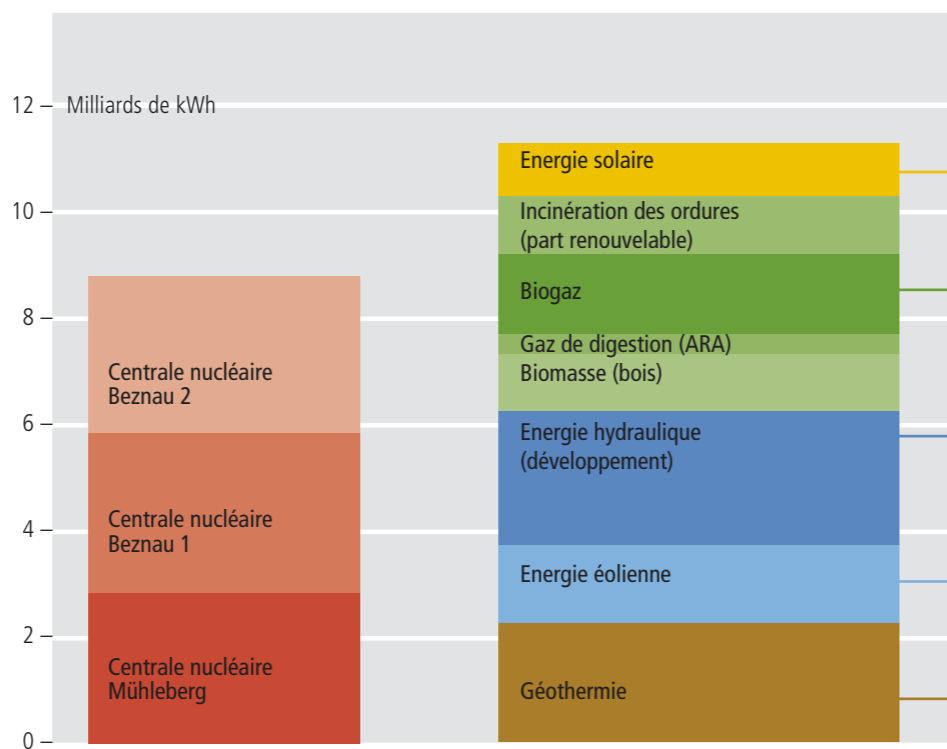 12 – Milliards de kWh
10 –
8 –
6 –
4 –
2 –
0 –
Centrale nucléaire
Beznau 2
Centrale nucléaire
Beznau 1
Centrale nucléaire
Mühleberg
Energie solaire
Incinération des ordures
(part renouvelable)
Biogaz
Gaz de digestion (ARA)
Biomasse (bois)
Energie hydraulique
(développement)
Energie éolienne
Géothermie